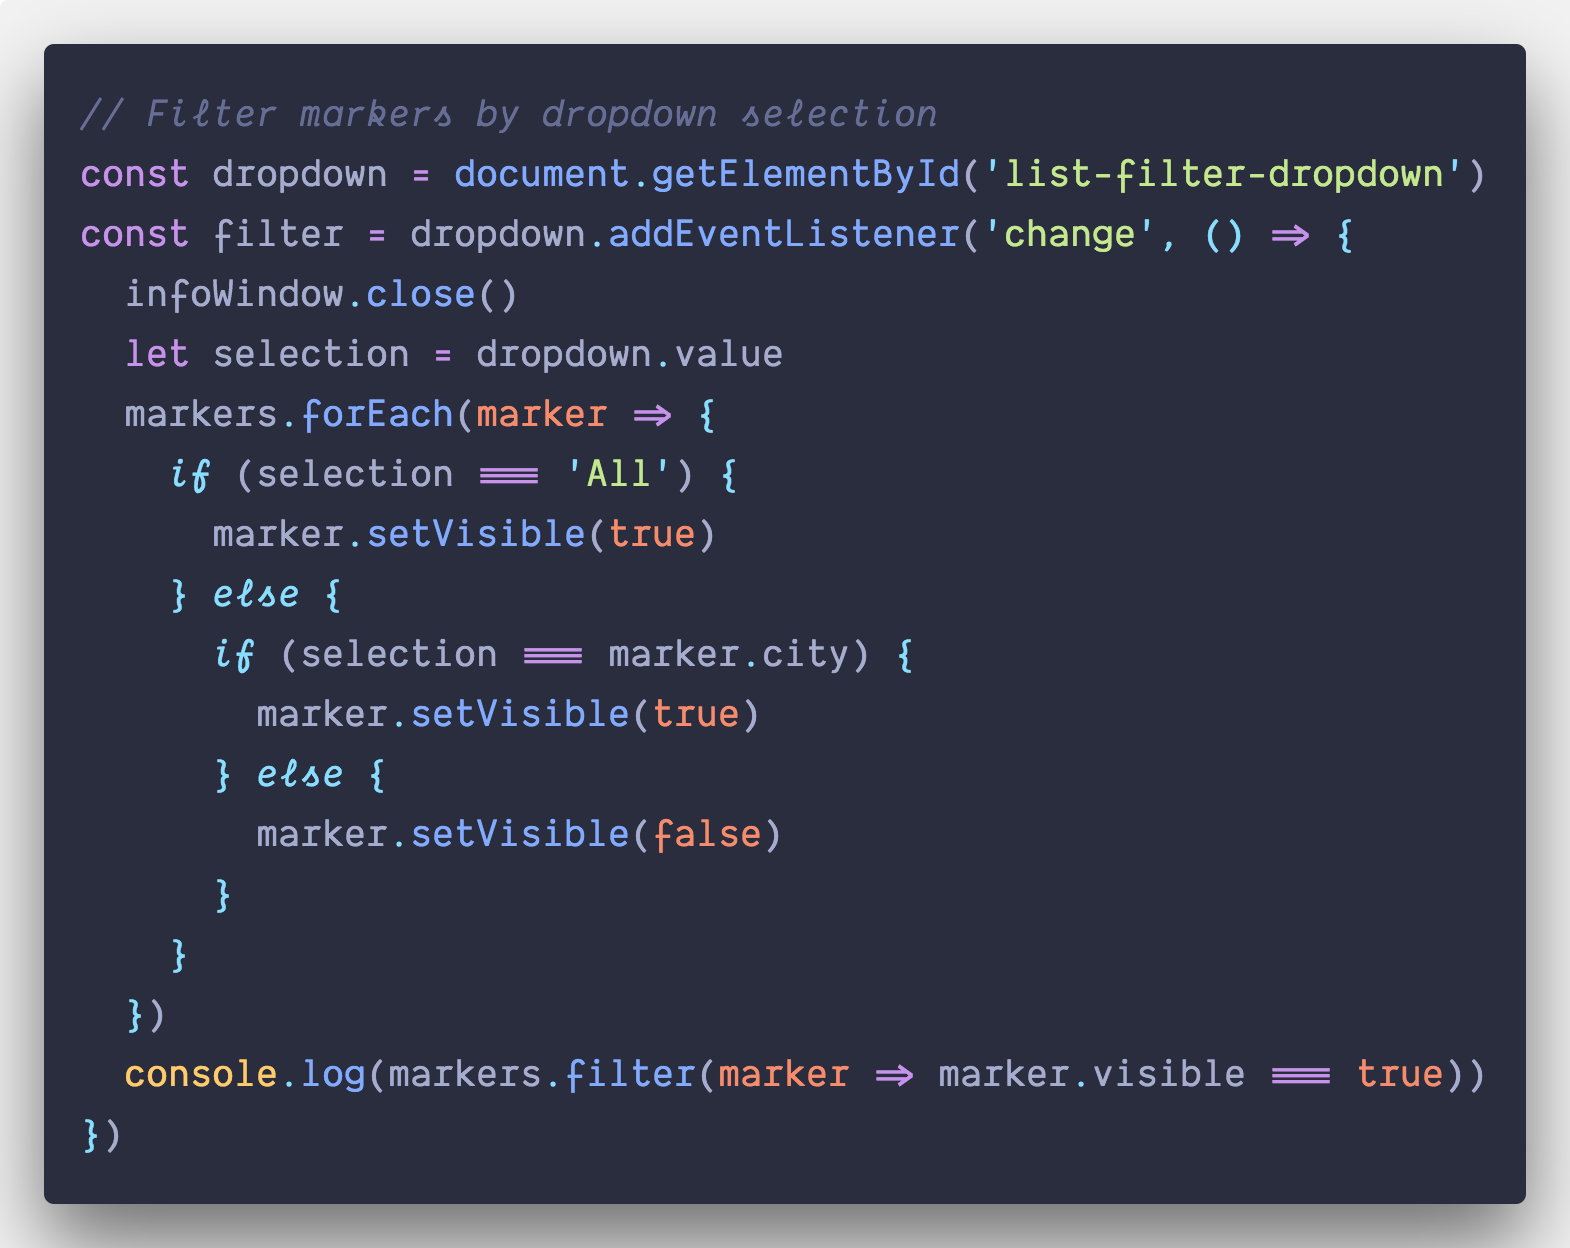 // Filter markers by dropdown selection
const dropdown = document.getElementById('list-filter-dropdown')
const filter = dropdown.addEventListener('change', () => {
  infoWindow.close()
  let selection = dropdown.value
  markers.forEach(marker => {
    if (selection === 'All') {
      marker.setVisible(true)
    } else {
      if (selection === marker.city) {
        marker.setVisible(true)
      } else {
        marker.setVisible(false)
      }
    }
  })
  console.log(markers.filter(marker => marker.visible === true))
})